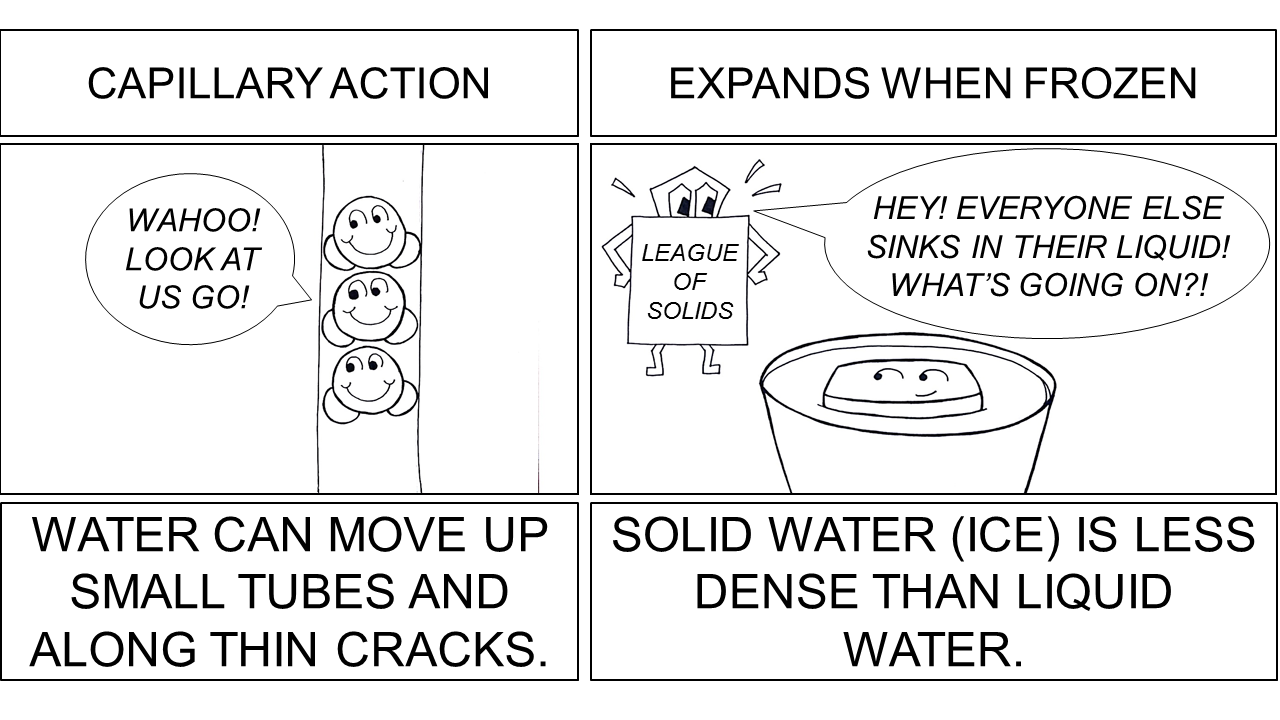 CAPILLARY ACTION
EXPANDS WHEN FROZEN
WAHOO!
LOOK AT
US GO!
LEAGUE
OF
SOLIDS
HEY! EVERYONE ELSE
SINKS IN THEIR LIQUID!
WHAT'S GOING ON?!
WATER CAN MOVE UP
SMALL TUBES AND
ALONG THIN CRACKS.
SOLID WATER (ICE) IS LESS
DENSE THAN LIQUID
WATER.